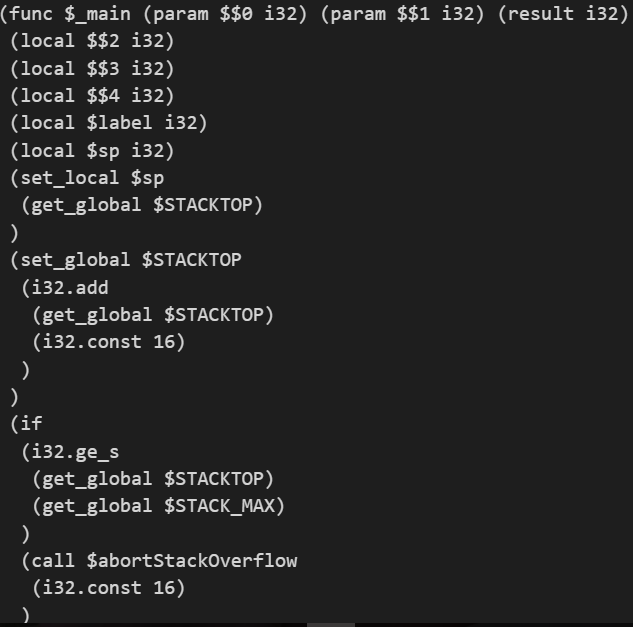 (func $_main (param $$0 i32) (param $$1 i32) (result i32)
(local $$2 i32)
(local $$3 i32)
(local $$4 i32)
(local $label i32)
(local $sp i32)
(set_local $sp
(get_global $STACKTOP)
)
(set_global $STACKTOP
(i32.add
(get_global $STACKTOP)
(i32.const 16)
)
)
(if
(i32.ge_s
(get_global $STACKTOP)
(get_global $STACK_MAX)
)
(call $abortStackOverflow
(i32.const 16)
)